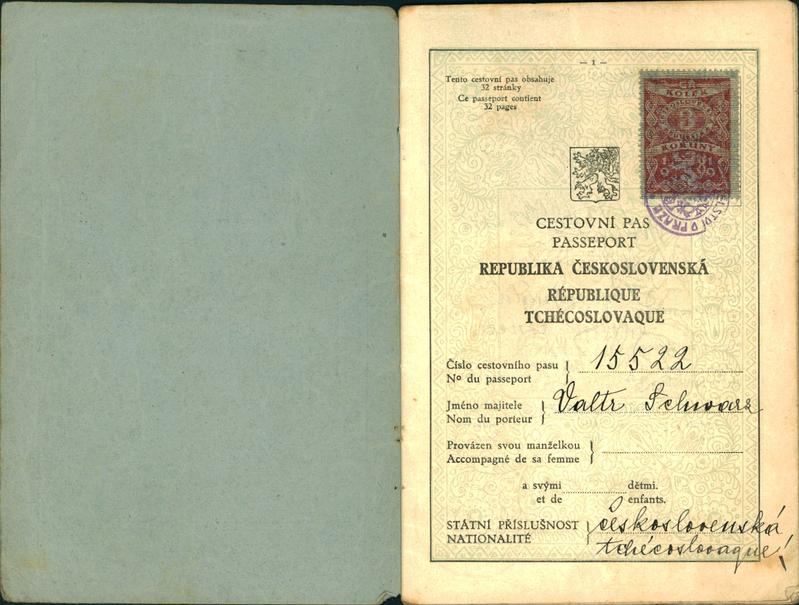 — 1 —
Tento cestovní pas obsahuje
32 stránky
Ce passeport contient
32 pages
KOLEK
KORUNY
CESTOVNÍ PAS
PASSEPORT
REPUBLIKA ČESKOSLOVENSKÁ
RÉPUBLIQUE
TCHÉCOSLOVAQUE
Číslo cestovního pasu } 15522
No du passeport
Jméno majitele } Valtr Schwarz
Nom du porteur
Provázen svou manželkou }
Accompagné de sa femme
a svými dětmi.
et de enfants.
STÁTNÍ PŘÍSLUŠNOST } československá
NATIONALITÉ tchécoslovaque!